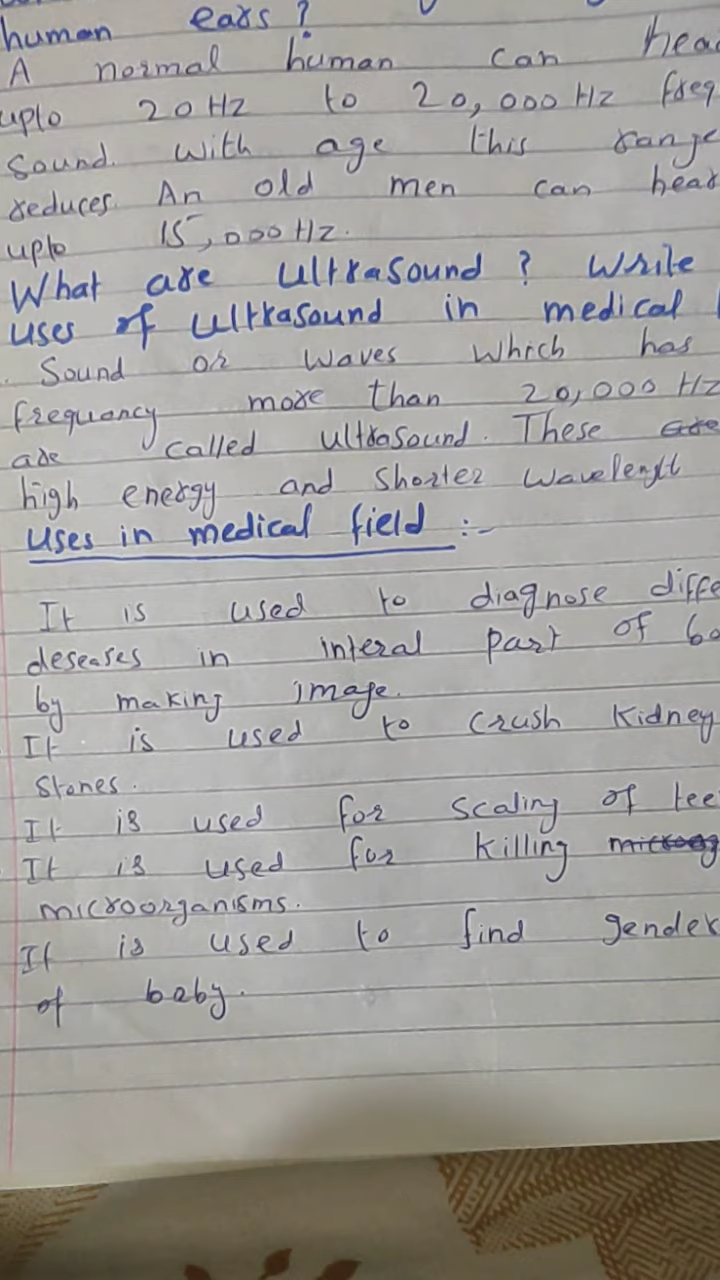 human ears ?
A normal human can hea
upto 20 Hz to 20,000 Hz freq
sound. With age this range
reduces. An old men can hear
upto 15,000 Hz.
What are ultrasound ? Write
uses of ultrasound in medical
Sound or waves which has
frequency more than 20,000 Hz
are called ultrasound. These are
high energy and shorter wavelengt
uses in medical field :-
It is used to diagnose diffe
deseases in interal part of bo
by making image.
It is used to crush kidney
stones.
It is used for scaling of tee
It is used for killing microog
microorganisms.
It is used to find gender
of baby.